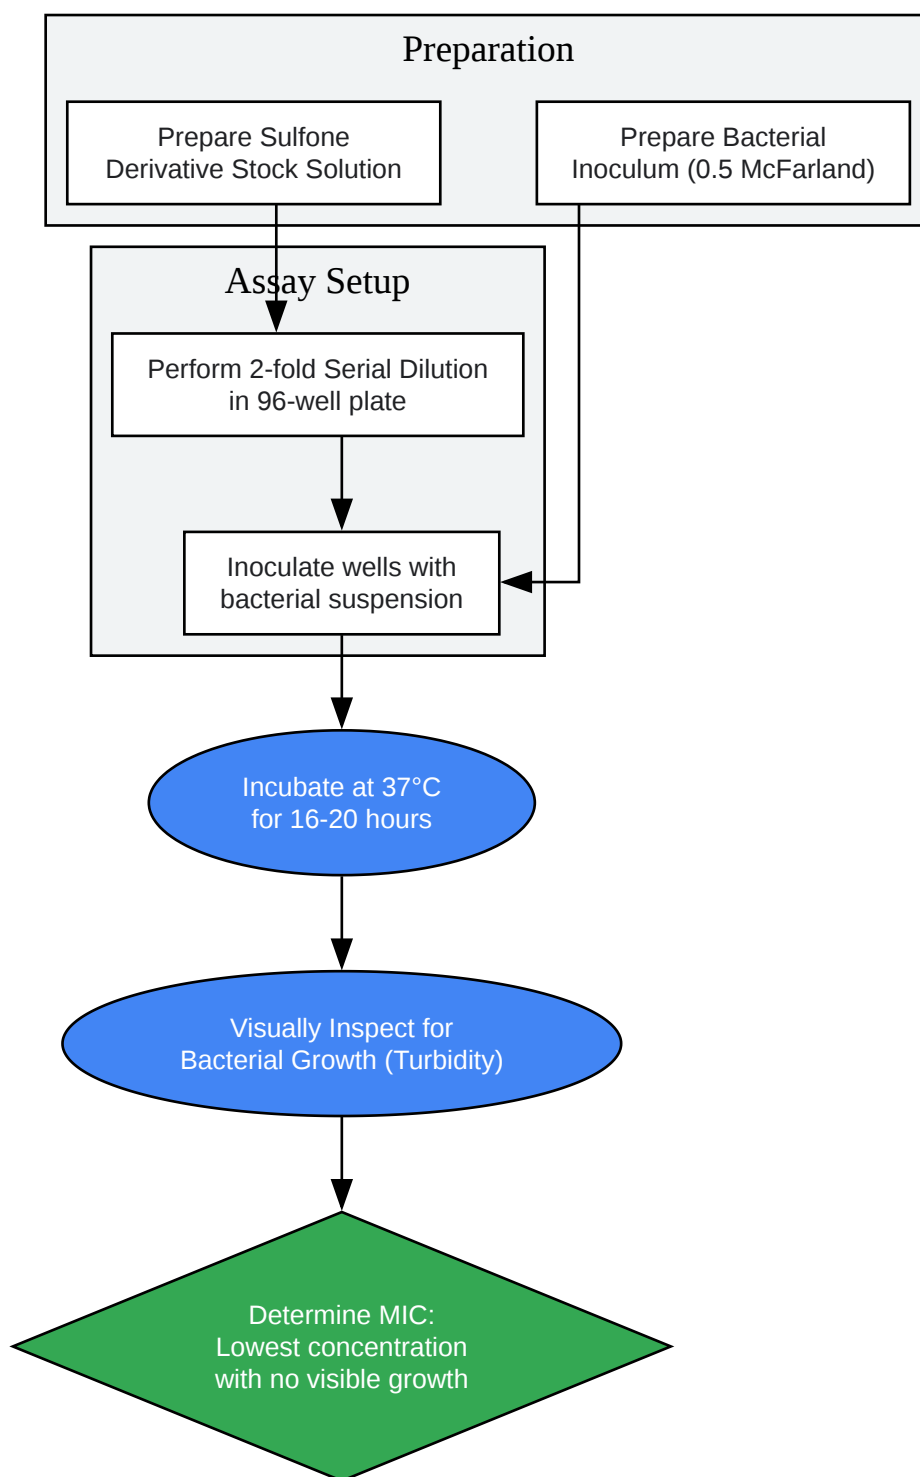 Preparation
Prepare Sulfone
Derivative Stock Solution
Prepare Bacterial
Inoculum (0.5 McFarland)
Assay Setup
Perform 2-fold Serial Dilution
in 96-well plate
Inoculate wells with
bacterial suspension
Incubate at 37°C
for 16-20 hours
Visually Inspect for
Bacterial Growth (Turbidity)
Determine MIC:
Lowest concentration
with no visible growth